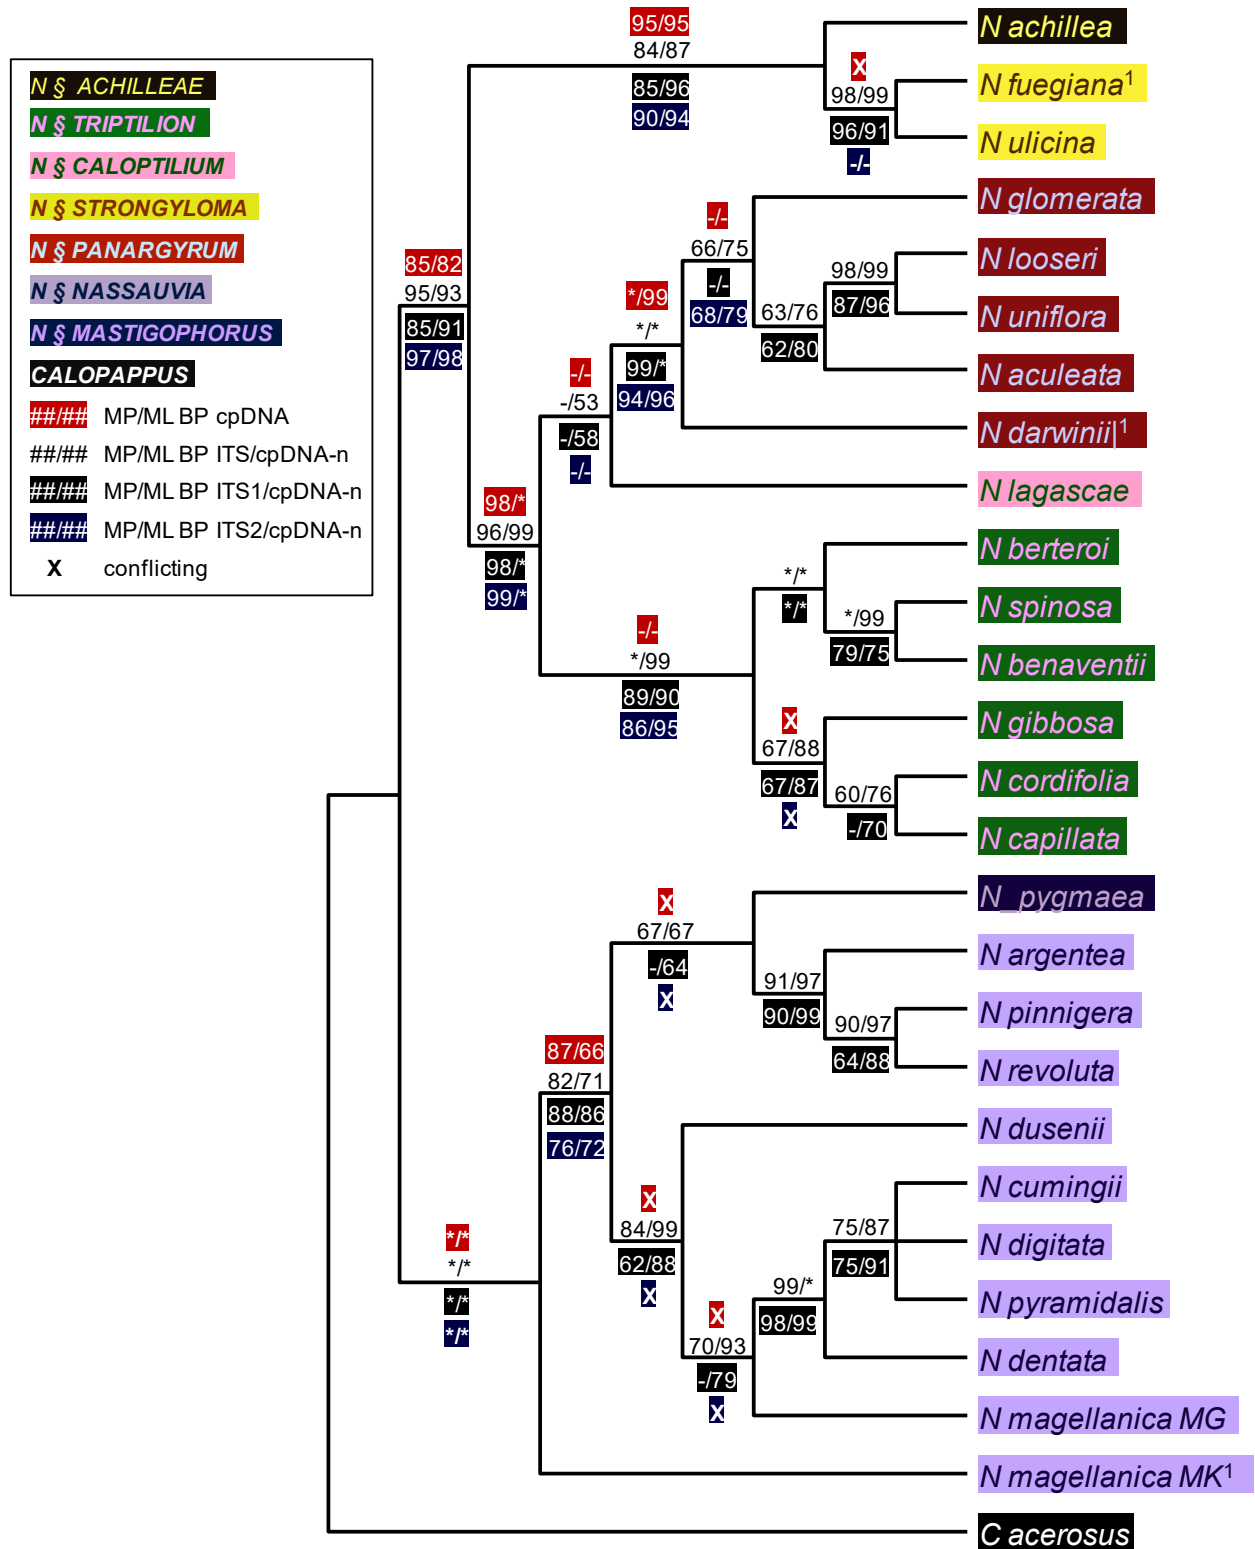 N § ACHILLEAE
N § TRIPTILION
N § CALOPTILIUM
N § STRONGYLOMA
N § PANARGYRUM
N § NASSAUVIA
N § MASTIGOPHORUS
CALOPAPPUS
##/## MP/ML BP cpDNA
##/## MP/ML BP ITS/cpDNA-n
##/## MP/ML BP ITS1/cpDNA-n
##/## MP/ML BP ITS2/cpDNA-n
X conflicting
95/95
84/87
85/96
90/94
X
98/99
96/91
-/-
85/82
95/93
85/91
97/98
-/-
66/75
-/-
68/79
98/99
87/96
63/76
62/80
*/99
*/*
99/*
94/96
-/-
-/53
-/58
-/-
98/*
96/99
98/*
99/*
*/*
*/*
*/99
79/75
-/-
*/99
89/90
86/95
X
67/88
67/87
X
60/76
-/70
X
67/67
-/64
X
91/97
90/99
90/97
64/88
87/66
82/71
88/86
76/72
X
84/99
62/88
X
75/87
75/91
99/*
98/99
X
70/93
-/79
X
*/*
*/*
*/*
*/*
N achillea
N fuegiana1
N ulicina
N glomerata
N looseri
N uniflora
N aculeata
N darwinii|1
N lagascae
N berteroi
N spinosa
N benaventii
N gibbosa
N cordifolia
N capillata
N_pygmaea
N argentea
N pinnigera
N revoluta
N dusenii
N cumingii
N digitata
N pyramidalis
N dentata
N magellanica MG
N magellanica MK1
C acerosus